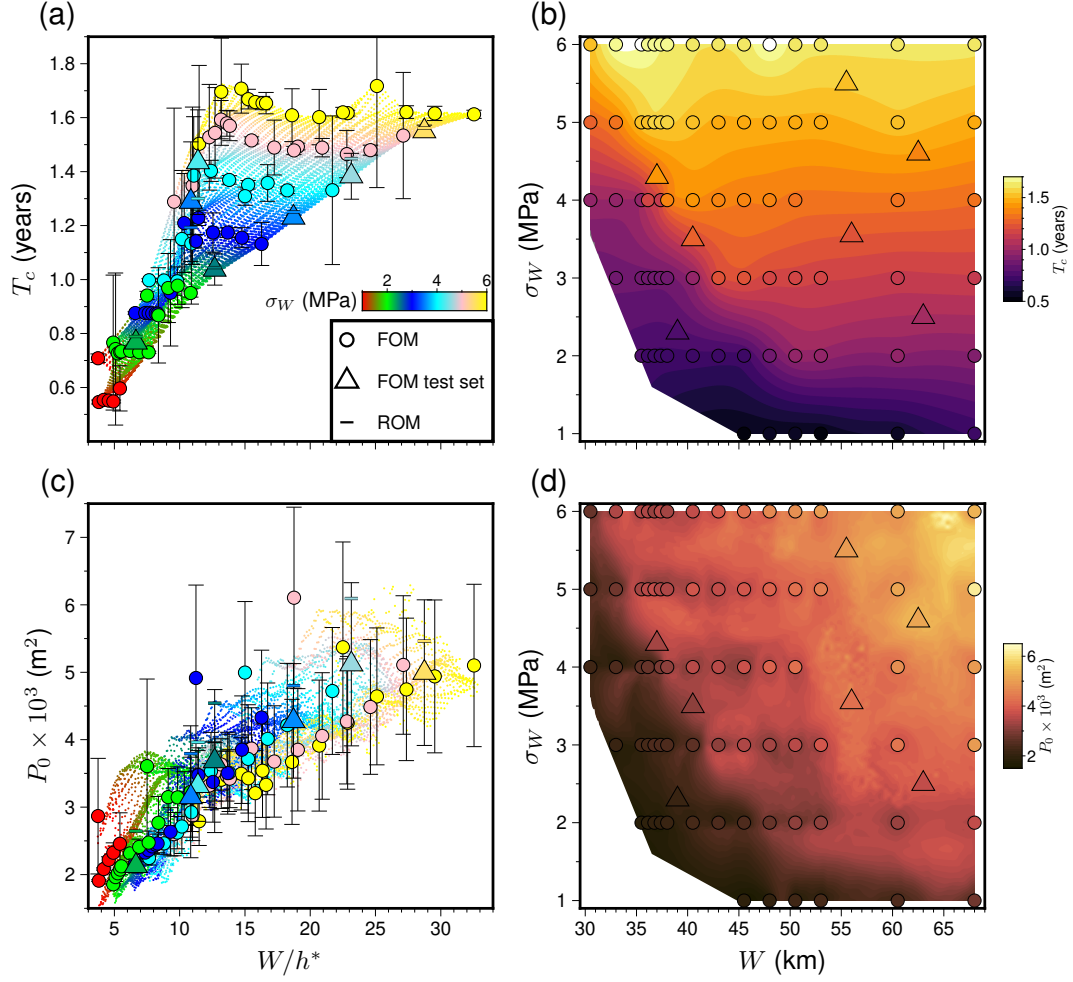 (a)
1.8
1.6
1.4
1.2
1.0
0.8
0.6
T_c (years)
σ_W (MPa)
2 4 6
FOM
FOM test set
ROM
(b)
6
5
4
3
2
1
σ_W (MPa)
1.5
1.0
0.5
T_c (years)
(c)
7
6
5
4
3
2
P_0 × 10^3 (m^2)
5 10 15 20 25 30
W/h*
(d)
6
5
4
3
2
1
σ_W (MPa)
30 35 40 45 50 55 60 65
W (km)
6
4
2
P_0 × 10^3 (m^2)